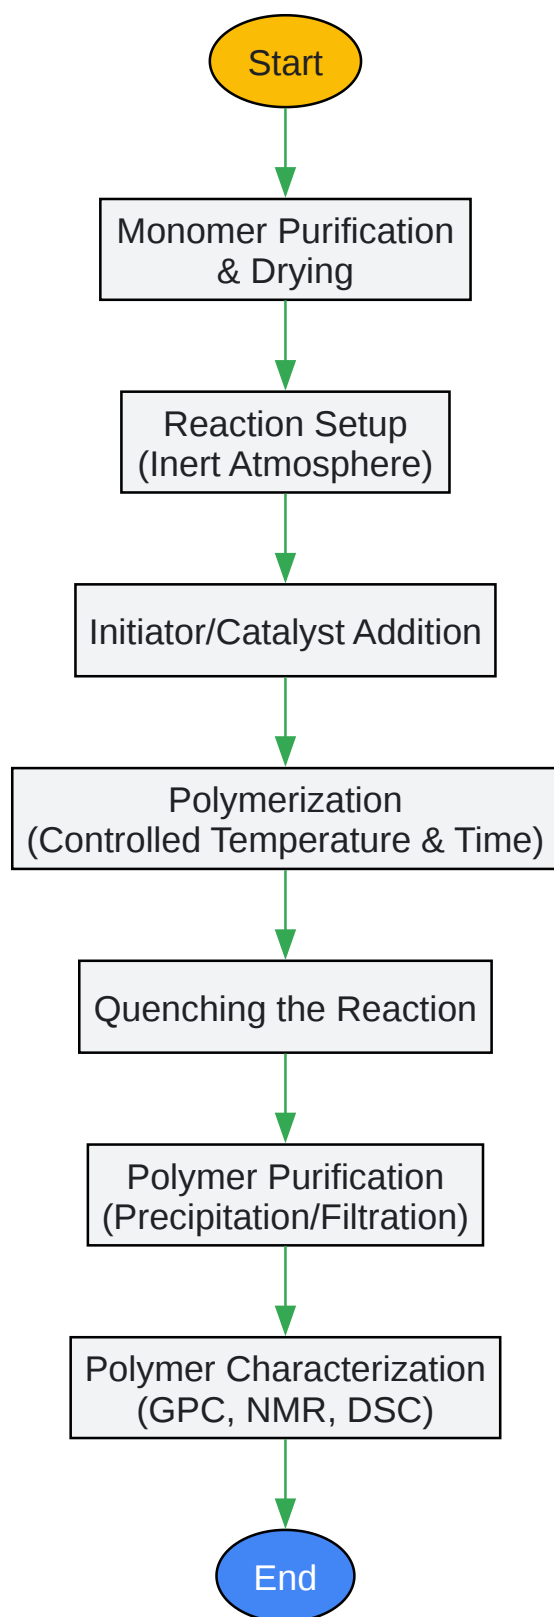 Start
Monomer Purification
& Drying
Reaction Setup
(Inert Atmosphere)
Initiator/Catalyst Addition
Polymerization
(Controlled Temperature & Time)
Quenching the Reaction
Polymer Purification
(Precipitation/Filtration)
Polymer Characterization
(GPC, NMR, DSC)
End